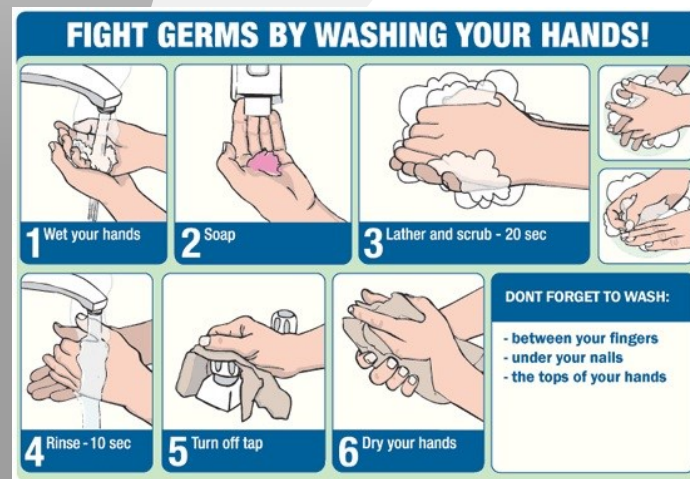 FIGHT GERMS BY WASHING YOUR HANDS!
1 Wet your hands
2 Soap
3 Lather and scrub - 20 sec
4 Rinse - 10 sec
5 Turn off tap
6 Dry your hands
DONT FORGET TO WASH:
- between your fingers
- under your nails
- the tops of your hands